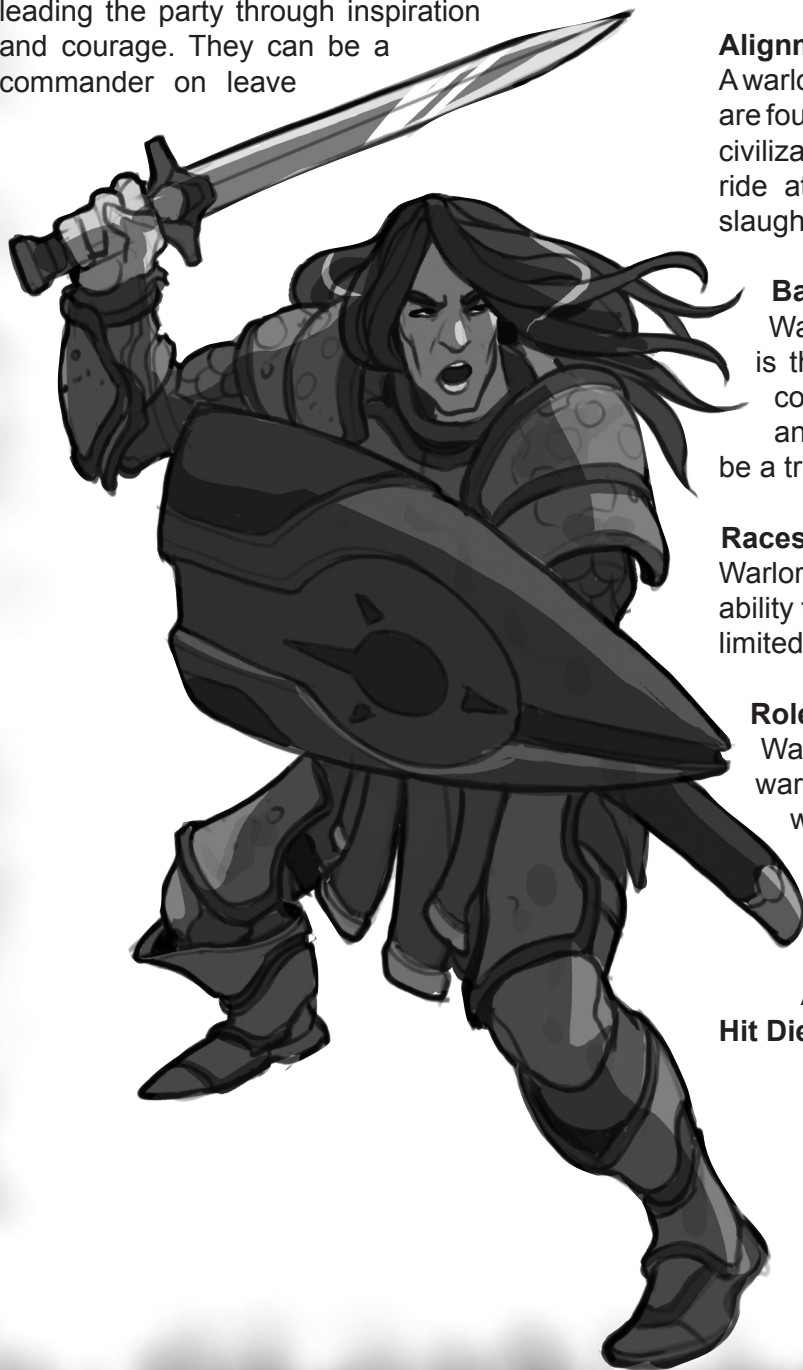 leading the party through inspiration
and courage. They can be a
commander on leave
Alignm
A warlo
are fou
civiliza
ride at
slaugh
Ba
Wa
is th
co
an
be a tr
Races
Warlor
ability
limited
Role
Wa
war
w
Hit Die